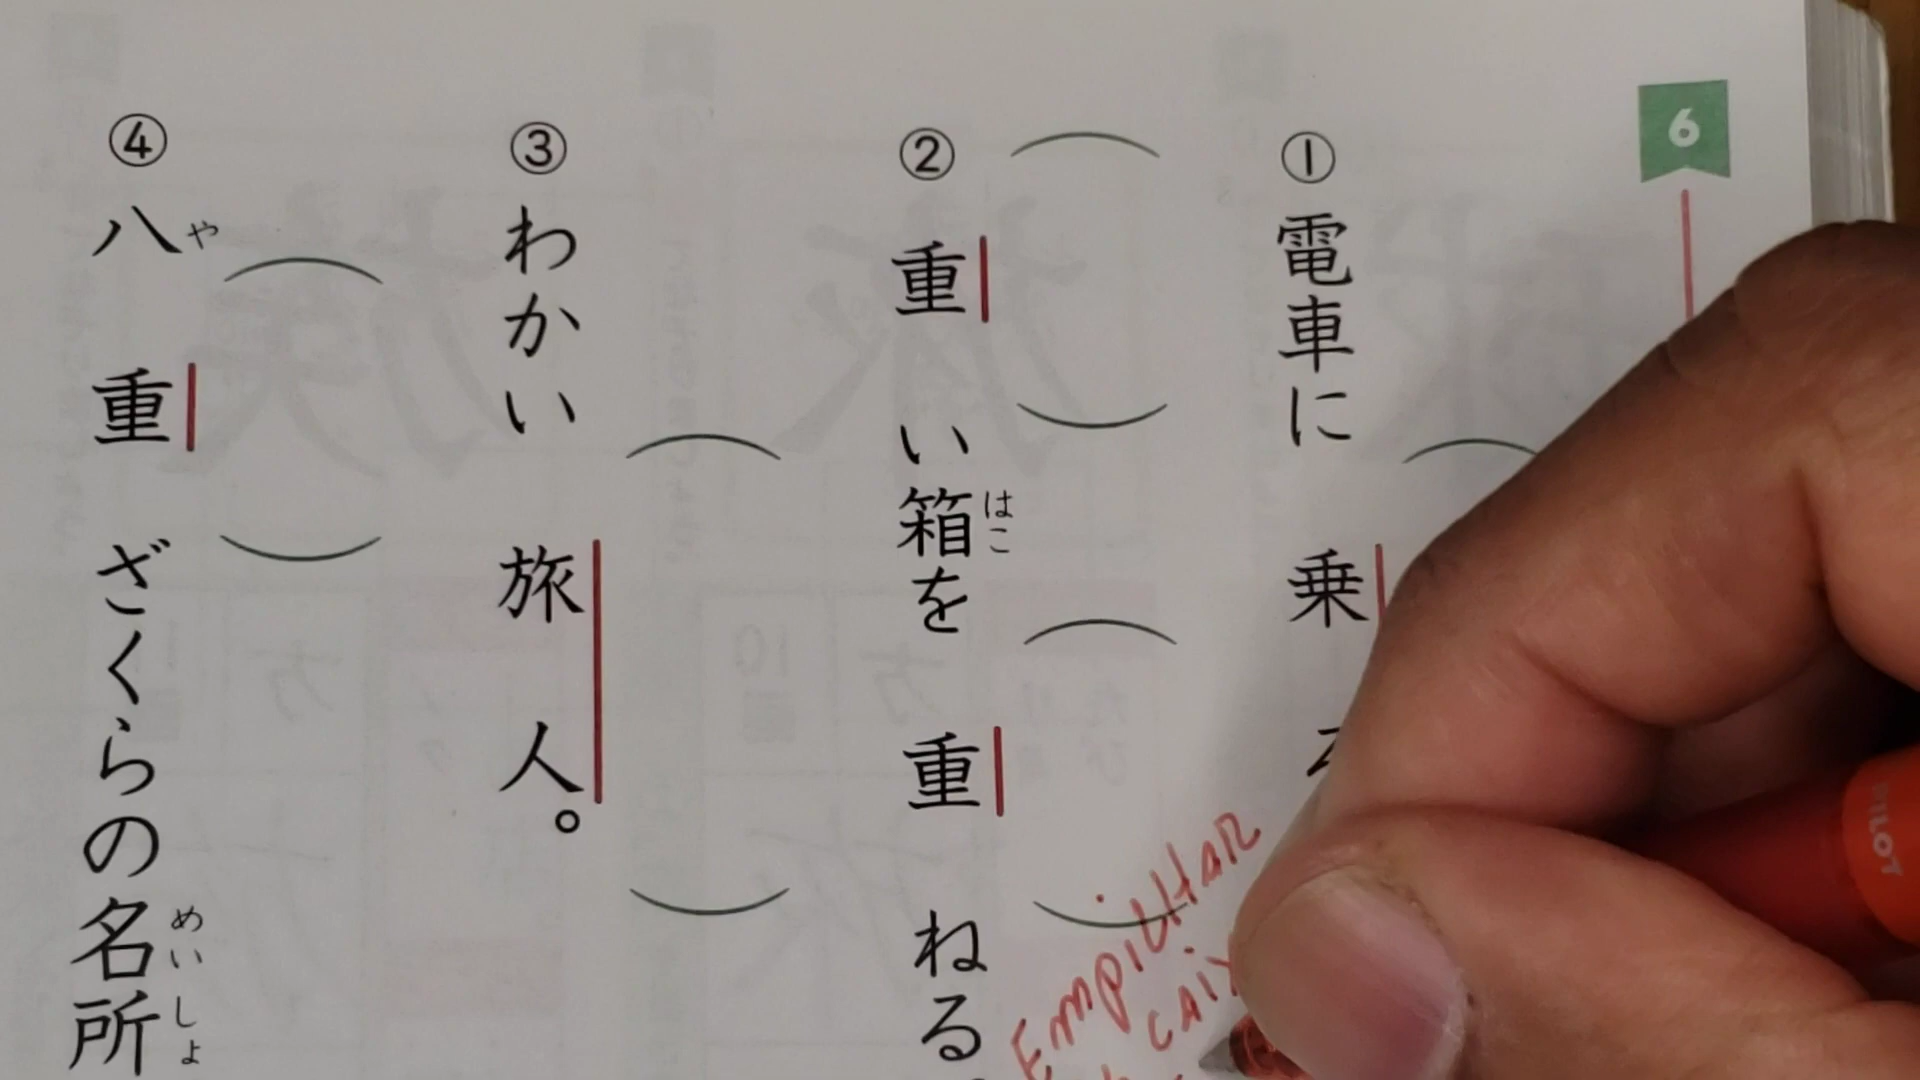 6
① 電車に乗
② 重い箱を重ねる
はこ
③ わかい旅人。
④ 八重ざくらの名所
や
めいしょ
Empilhar
PILOT